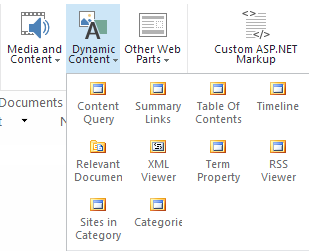 Media and
Content
Dynamic
Content
Other Web
Parts
Custom ASP.NET
Markup
Documents
Content
Query
Summary
Links
Table Of
Contents
Timeline
Relevant
Documen
XML
Viewer
Term
Property
RSS
Viewer
Sites in
Category
Categorie